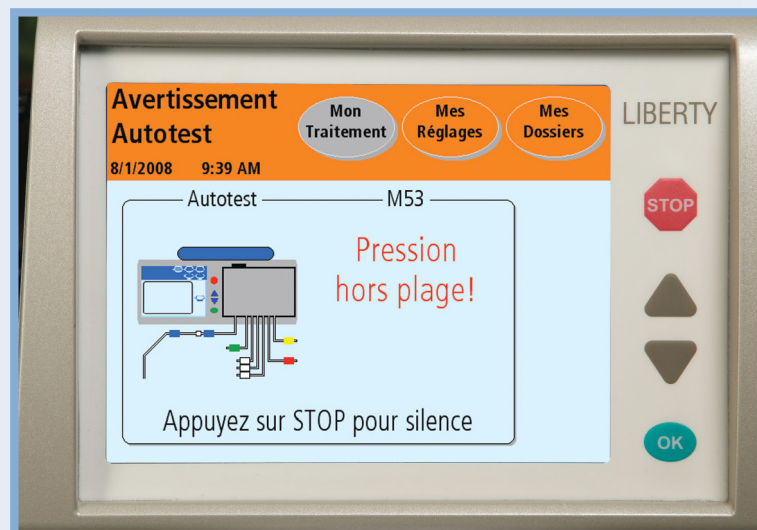 Avertissement
Autotest
8/1/2008 9:39 AM
Mon
Traitement
Mes
Réglages
Mes
Dossiers
LIBERTY
Autotest M53
Pression
hors plage!
Appuyez sur STOP pour silence
STOP
OK